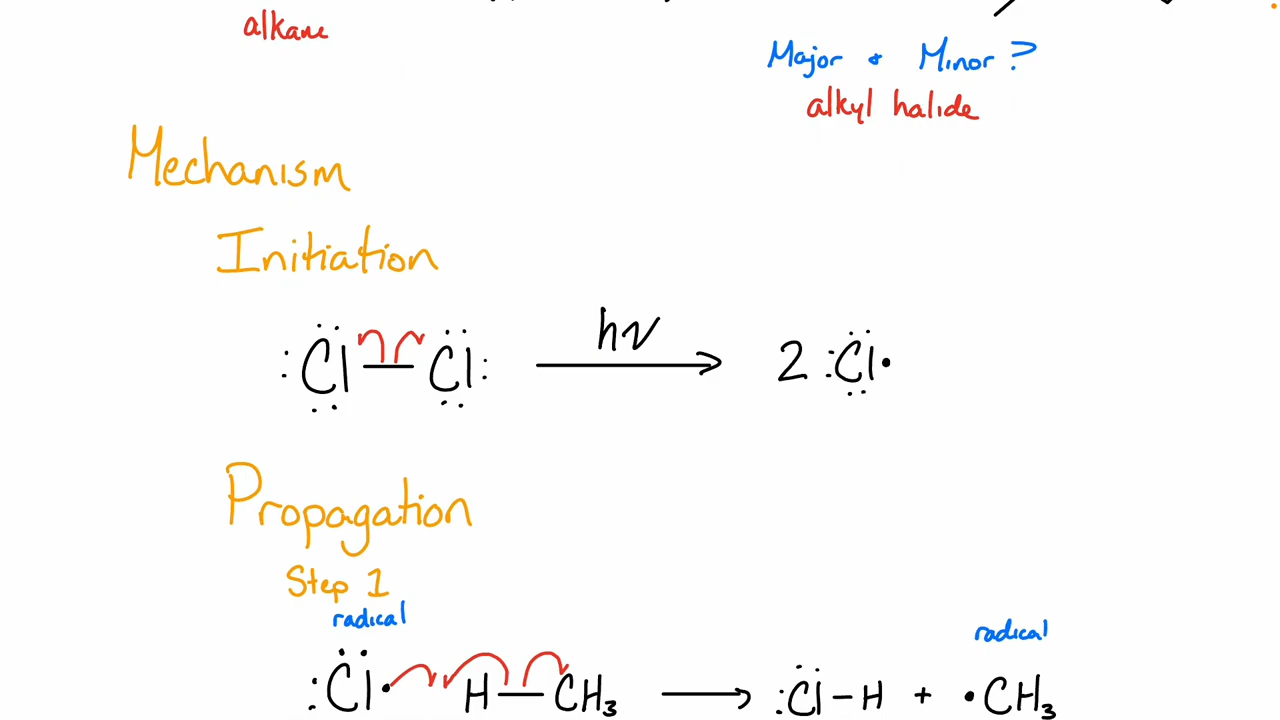 alkane
Major & Minor ?
alkyl halide
Mechanism
Initiation
:Cl—Cl: hν 2 :Cl•
Propagation
Step 1
radical radical
:Cl• H—CH₃ → :Cl–H + •CH₃